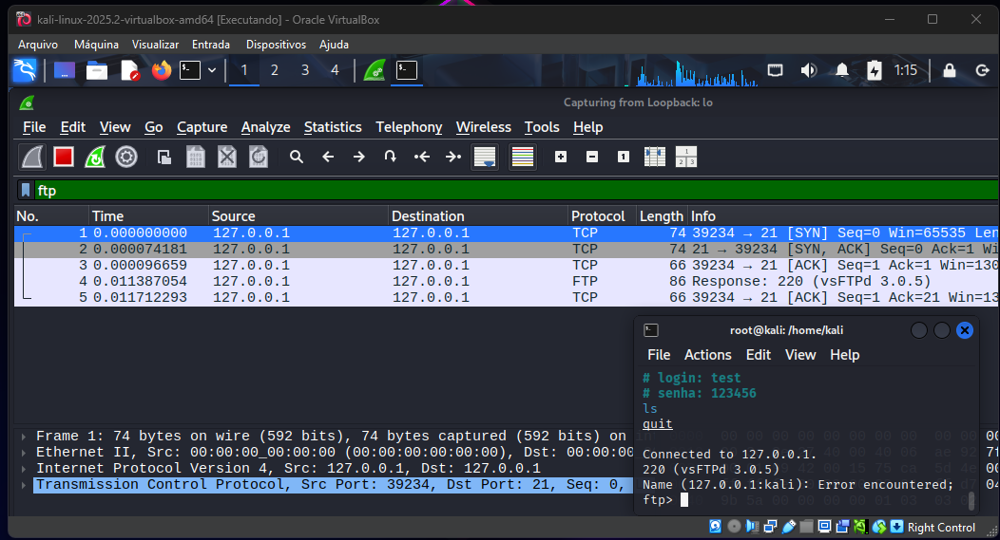 kali-linux-2025.2-virtualbox-amd64 [Executando] - Oracle VirtualBox
Arquivo Máquina Visualizar Entrada Dispositivos Ajuda
1 2 3 4 1:15
Capturing from Loopback: lo
File Edit View Go Capture Analyze Statistics Telephony Wireless Tools Help
ftp
No. Time Source Destination Protocol Length Info
1 0.000000000 127.0.0.1 127.0.0.1 TCP 74 39234 → 21 [SYN] Seq=0 Win=65535 Len
2 0.000074181 127.0.0.1 127.0.0.1 TCP 74 21 → 39234 [SYN, ACK] Seq=0 Ack=1 Wi
3 0.000096659 127.0.0.1 127.0.0.1 TCP 66 39234 → 21 [ACK] Seq=1 Ack=1 Win=130
4 0.011387054 127.0.0.1 127.0.0.1 FTP 86 Response: 220 (vsFTPd 3.0.5)
5 0.011712293 127.0.0.1 127.0.0.1 TCP 66 39234 → 21 [ACK] Seq=1 Ack=21 Win=13
root@kali: /home/kali
File Actions Edit View Help
# login: test
# senha: 123456
ls
quit
Connected to 127.0.0.1.
220 (vsFTPd 3.0.5)
Name (127.0.0.1:kali): Error encountered;
ftp>
Frame 1: 74 bytes on wire (592 bits), 74 bytes captured (592 bits) on
Ethernet II, Src: 00:00:00_00:00:00 (00:00:00:00:00:00), Dst: 00:00:00
Internet Protocol Version 4, Src: 127.0.0.1, Dst: 127.0.0.1
Transmission Control Protocol, Src Port: 39234, Dst Port: 21, Seq: 0,
Right Control